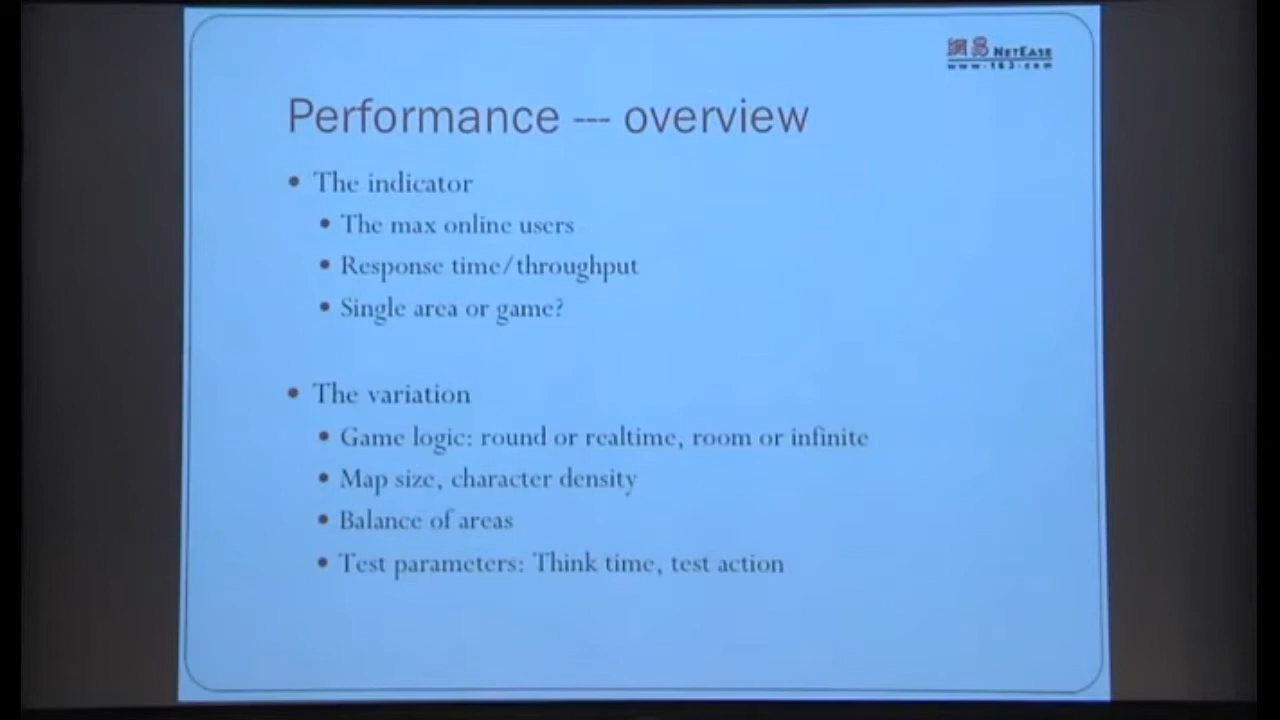 網易 NETEASE
www.163.com
Performance --- overview
• The indicator
• The max online users
• Response time/throughput
• Single area or game?
• The variation
• Game logic: round or realtime, room or infinite
• Map size, character density
• Balance of areas
• Test parameters: Think time, test action